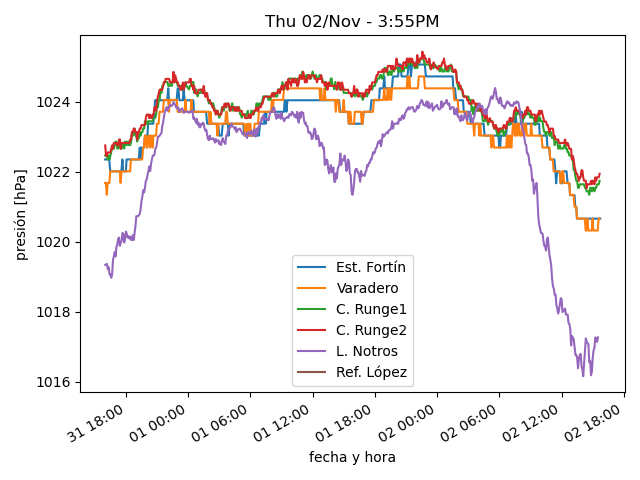 Thu 02/Nov - 3:55PM
presión [hPa]
1024
1022
1020
1018
1016
Est. Fortín
Varadero
C. Runge1
C. Runge2
L. Notros
Ref. López
31 18:00
01 00:00
01 06:00
01 12:00
01 18:00
02 00:00
02 06:00
02 12:00
02 18:00
fecha y hora